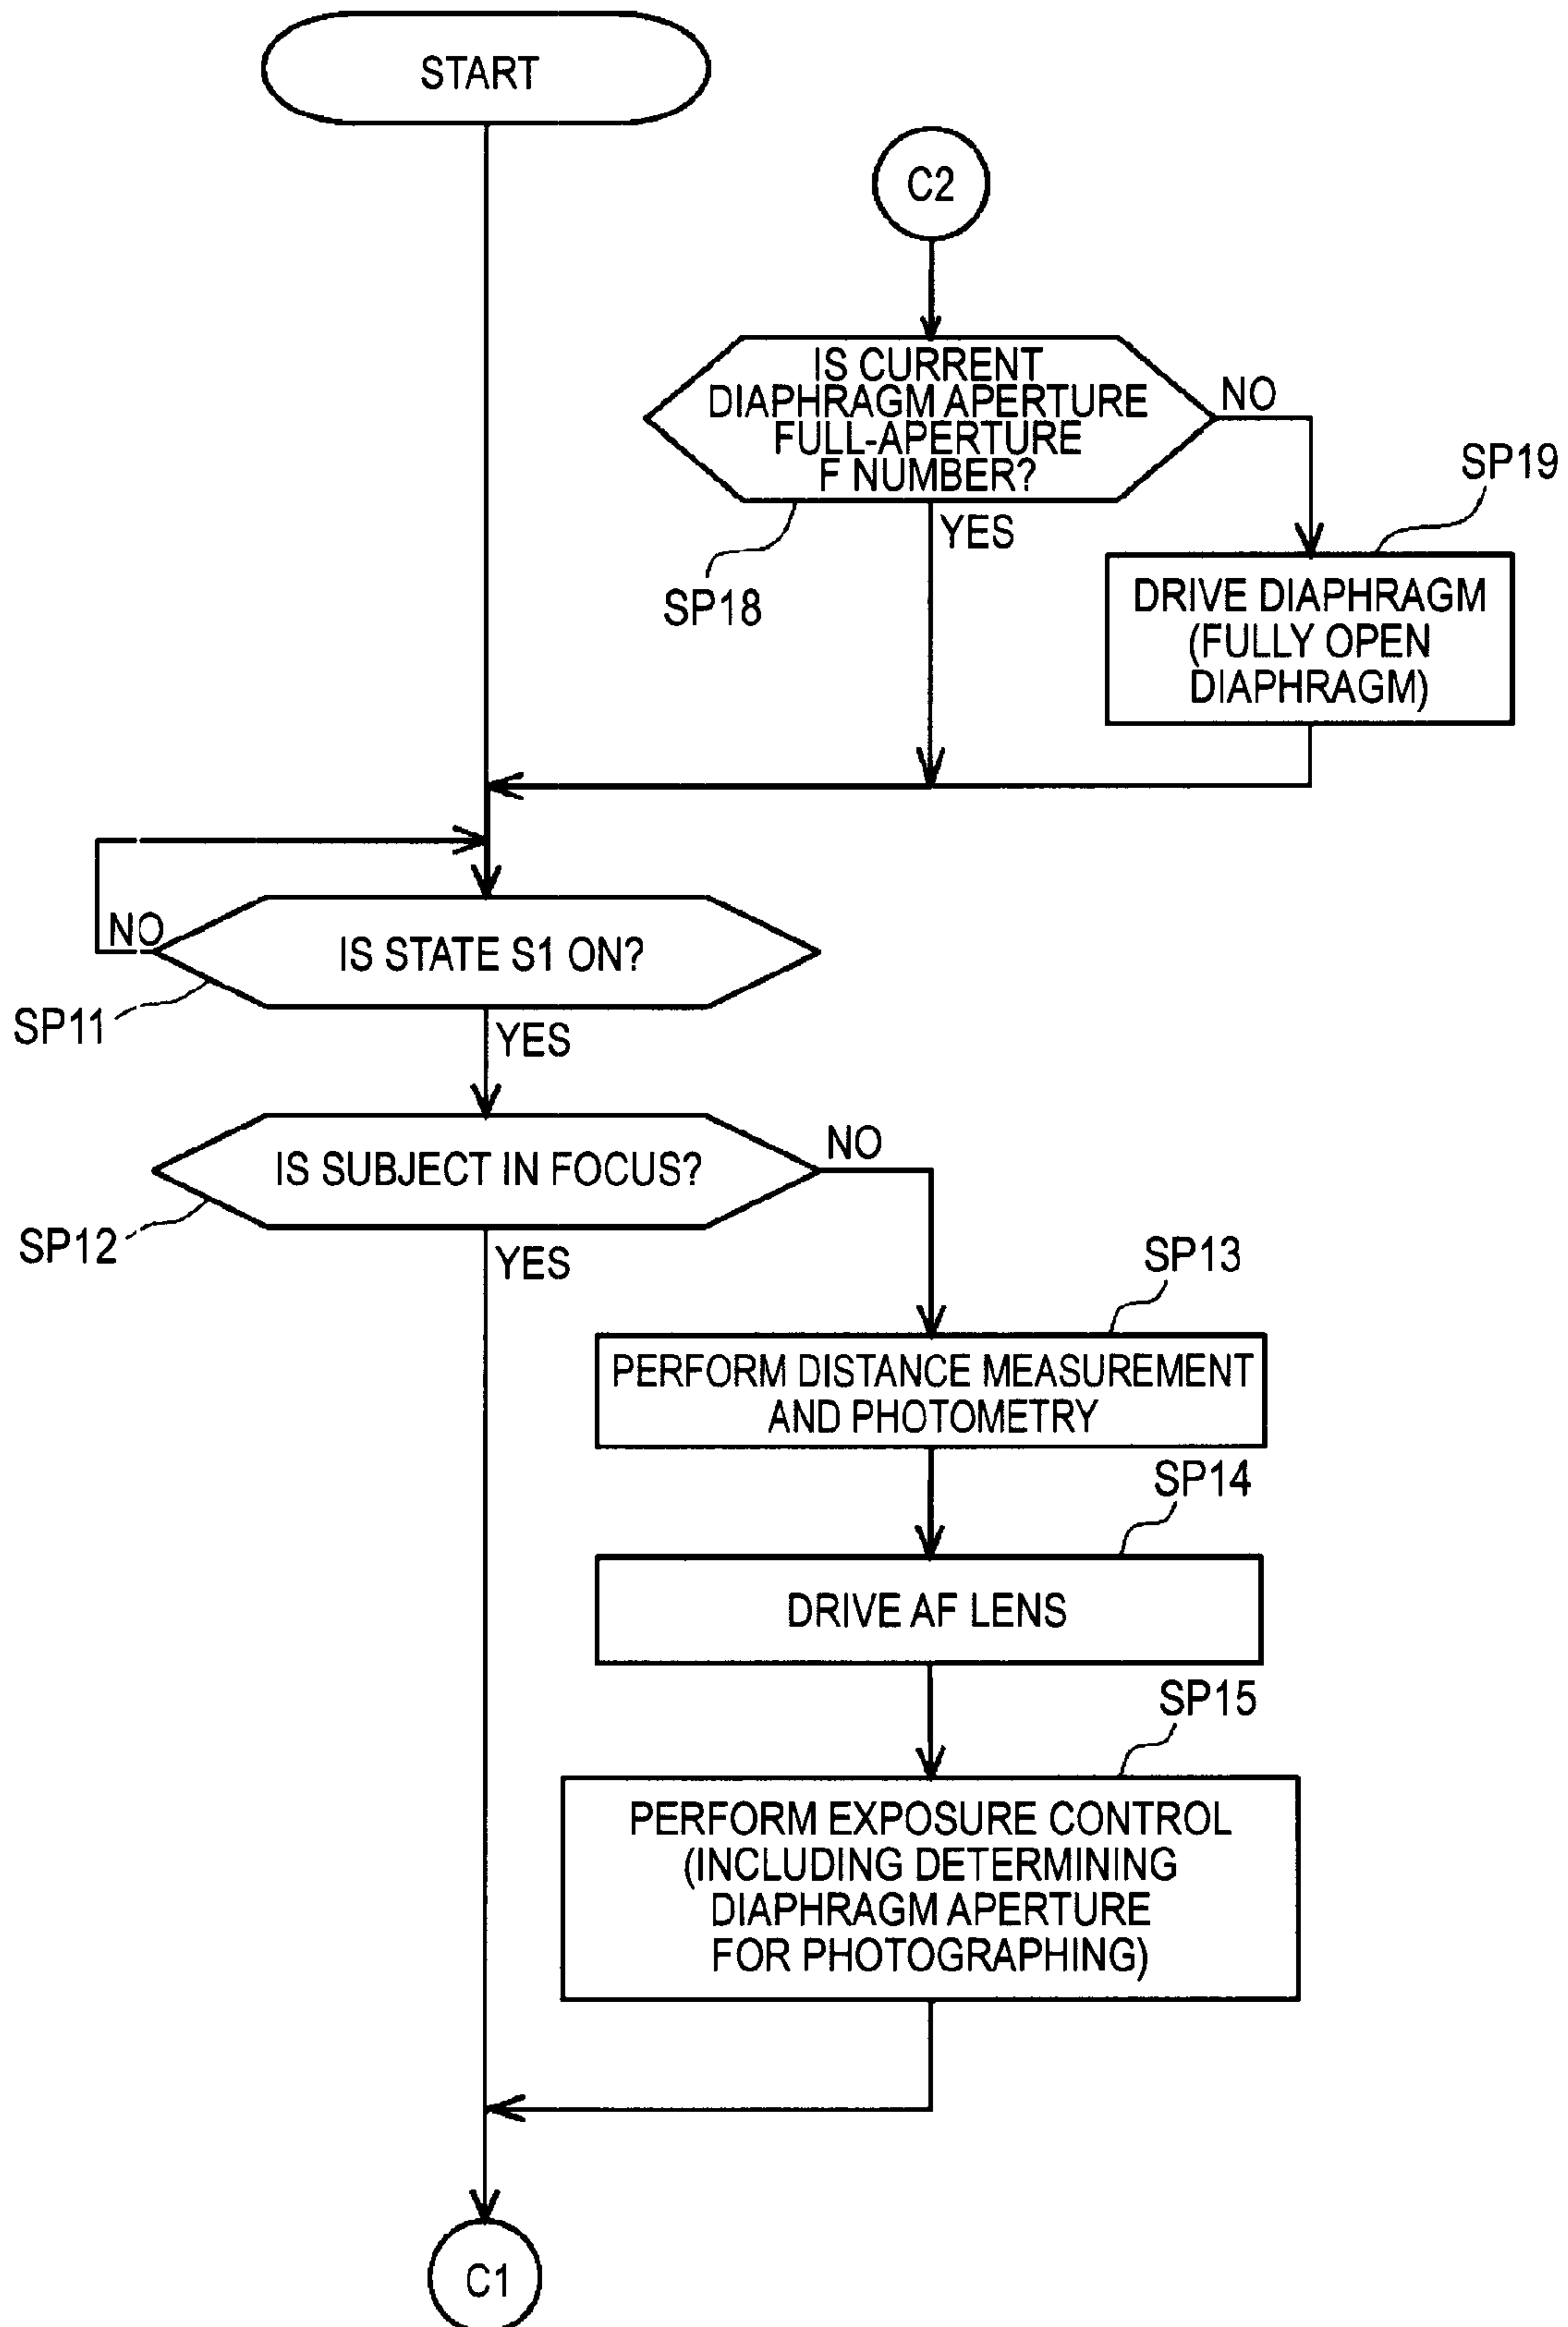 START
C2
IS CURRENT
DIAPHRAGM APERTURE
FULL-APERTURE
F NUMBER?
NO
SP19
YES
SP18
DRIVE DIAPHRAGM
(FULLY OPEN
DIAPHRAGM)
NO
IS STATE S1 ON?
SP11
YES
IS SUBJECT IN FOCUS?
NO
SP12
YES
SP13
PERFORM DISTANCE MEASUREMENT
AND PHOTOMETRY
SP14
DRIVE AF LENS
SP15
PERFORM EXPOSURE CONTROL
(INCLUDING DETERMINING
DIAPHRAGM APERTURE
FOR PHOTOGRAPHING)
C1